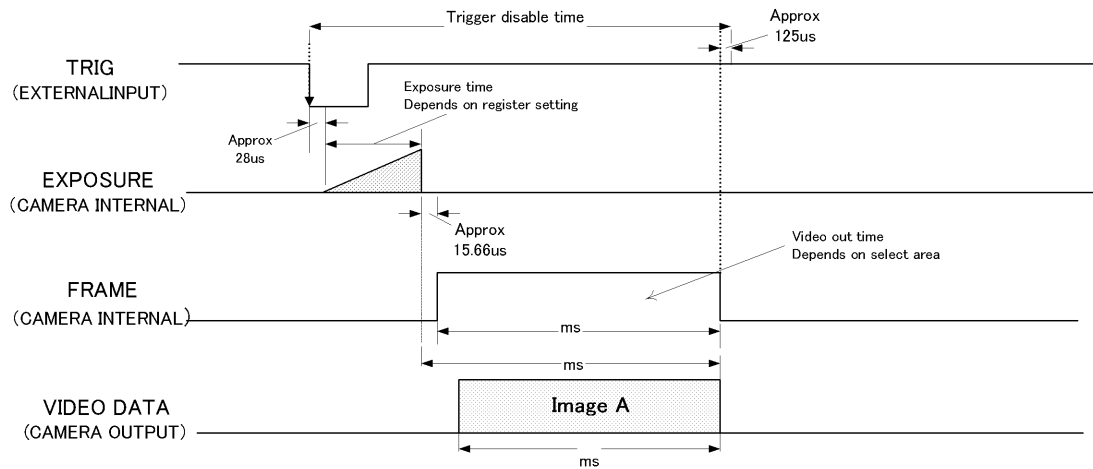 Trigger disable time
Approx
125us
TRIG
(EXTERNALINPUT)
Exposure time
Depends on register setting
Approx
28us
EXPOSURE
(CAMERA INTERNAL)
Approx
15.66us
Video out time
Depends on select area
FRAME
(CAMERA INTERNAL)
ms
ms
VIDEO DATA
(CAMERA OUTPUT)
Image A
ms